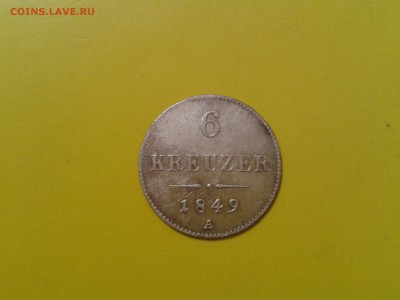 COINS.LAVE.RU
6
KREUZER
1849
A